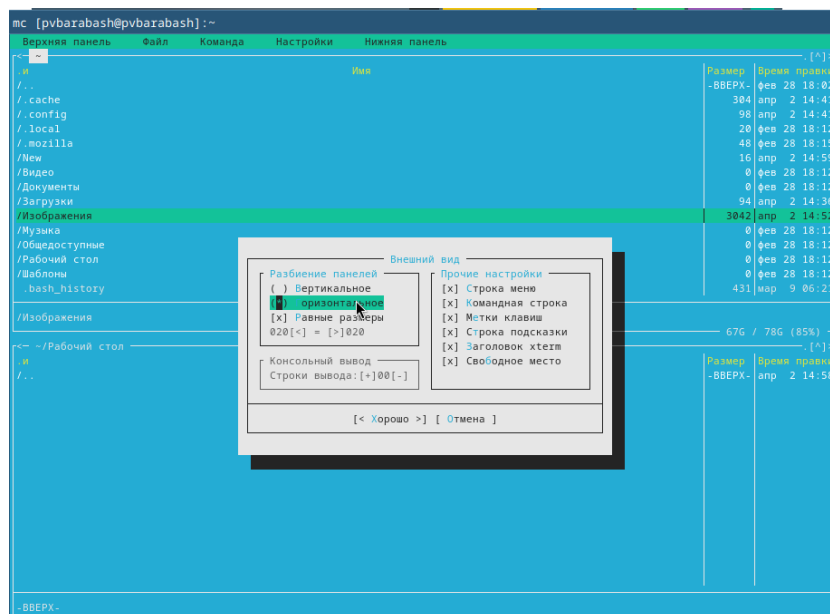 mc [pvbarabash@pvbarabash]:~
Верхняя панель Файл Команда Настройки Нижняя панель
<─ ~ .[^]
.и Имя Размер Время правки
/.. -ВВЕРХ- фев 28 18:02
/.cache 304 апр 2 14:41
/.config 98 апр 2 14:41
/.local 20 фев 28 18:12
/.mozilla 48 фев 28 18:15
/New 16 апр 2 14:59
/Видео 0 фев 28 18:12
/Документы 0 фев 28 18:12
/Загрузки 94 апр 2 14:36
/Изображения 3042 апр 2 14:52
/Музыка 0 фев 28 18:12
/Общедоступные 0 фев 28 18:12
/Рабочий стол 0 фев 28 18:12
/Шаблоны 0 фев 28 18:12
.bash_history 431 мар 9 06:21
/Изображения
67G / 78G (85%)
Внешний вид
Разбиение панелей
( ) Вертикальное
(*) оризонтальное
[x] Равные размеры
020[<] = [>]020
Консольный вывод
Строки вывода:[+]00[-]
Прочие настройки
[x] Строка меню
[x] Командная строка
[x] Метки клавиш
[x] Строка подсказки
[x] Заголовок xterm
[x] Свободное место
[< Хорошо >] [ Отмена ]
<─ ~/Рабочий стол .[^]
.и Размер Время правки
/.. -ВВЕРХ- апр 2 14:58
-ВВЕРХ-